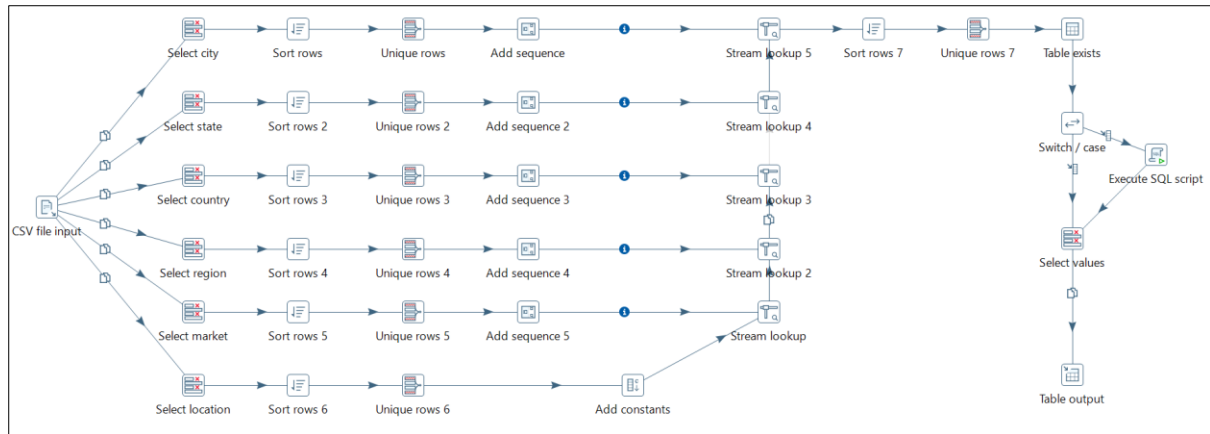 Select city
Sort rows
Unique rows
Add sequence
Stream lookup 5
Sort rows 7
Unique rows 7
Table exists
Select state
Sort rows 2
Unique rows 2
Add sequence 2
Stream lookup 4
Switch / case
Execute SQL script
Select country
Sort rows 3
Unique rows 3
Add sequence 3
Stream lookup 3
CSV file input
Select region
Sort rows 4
Unique rows 4
Add sequence 4
Stream lookup 2
Select values
Select market
Sort rows 5
Unique rows 5
Add sequence 5
Stream lookup
Select location
Sort rows 6
Unique rows 6
Add constants
Table output